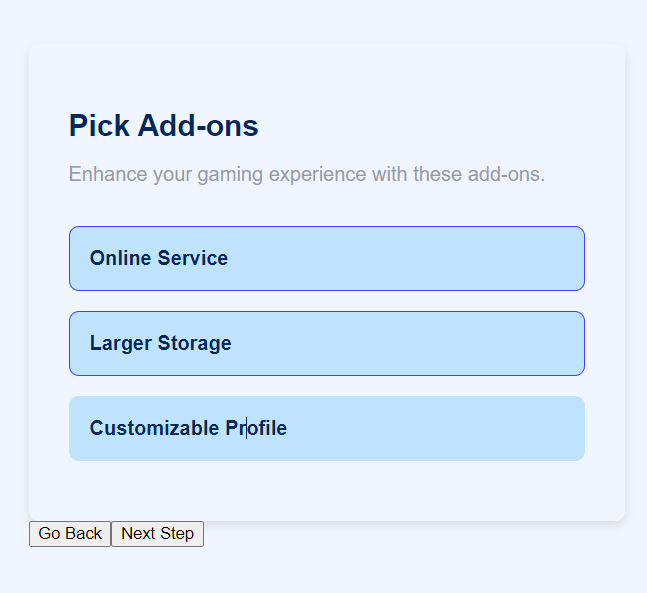 Pick Add-ons
Enhance your gaming experience with these add-ons.
Online Service
Larger Storage
Customizable Profile
Go Back Next Step